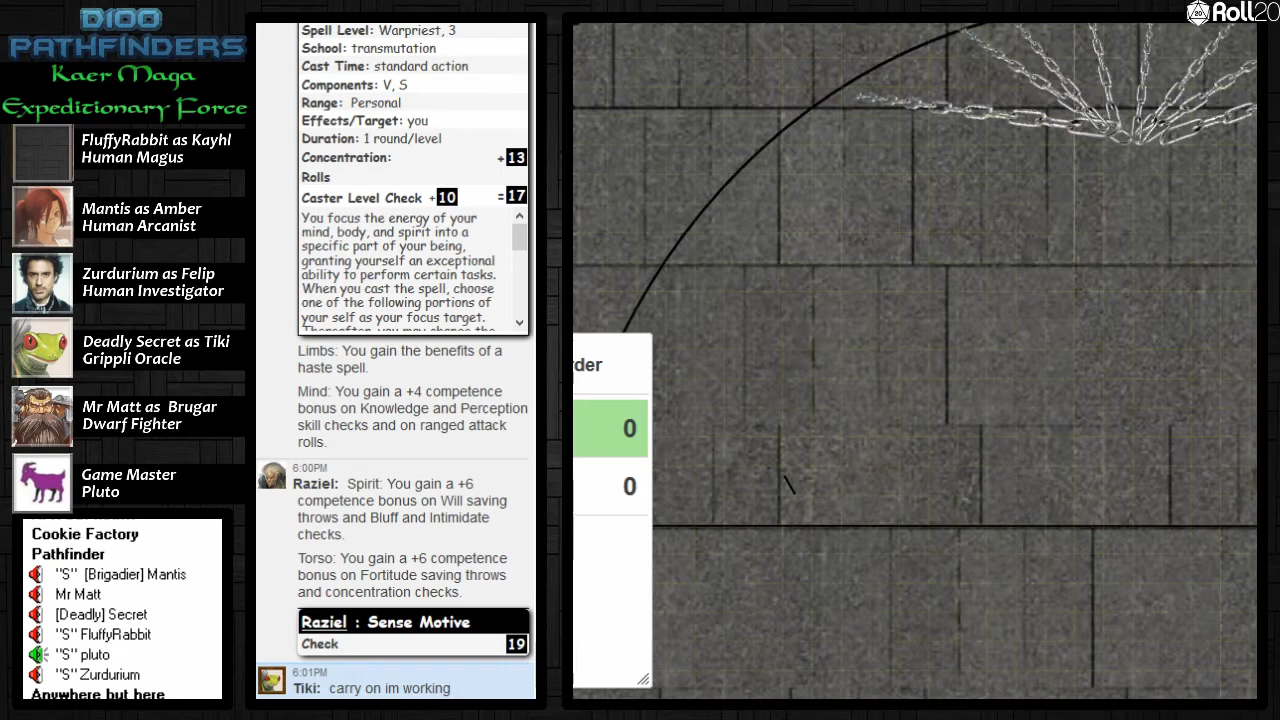 D100
PATHFINDERS
Kaer Maga
Expeditionary Force
FluffyRabbit as Kayhl
Human Magus
Mantis as Amber
Human Arcanist
Zurdurium as Felip
Human Investigator
Deadly Secret as Tiki
Grippli Oracle
Mr Matt as Brugar
Dwarf Fighter
Game Master
Pluto
Cookie Factory
Pathfinder
"S" [Brigadier] Mantis
Mr Matt
[Deadly] Secret
"S" FluffyRabbit
"S" pluto
"S" Zurdurium
Anywhere but here
Spell Level: Warpriest, 3
School: transmutation
Cast Time: standard action
Components: V, S
Range: Personal
Effects/Target: you
Duration: 1 round/level
Concentration: +13
Rolls
Caster Level Check +10 =17
You focus the energy of your
mind, body, and spirit into a
specific part of your being,
granting yourself an exceptional
ability to perform certain tasks.
When you cast the spell, choose
one of the following portions of
your self as your focus target.
Thereafter, you may change the
Limbs: You gain the benefits of a
haste spell.
Mind: You gain a +4 competence
bonus on Knowledge and Perception
skill checks and on ranged attack
rolls.
6:00PM
Raziel: Spirit: You gain a +6
competence bonus on Will saving
throws and Bluff and Intimidate
checks.
Torso: You gain a +6 competence
bonus on Fortitude saving throws
and concentration checks.
Raziel : Sense Motive
Check 19
6:01PM
Tiki: carry on im working
rder
0
0
20 Roll20